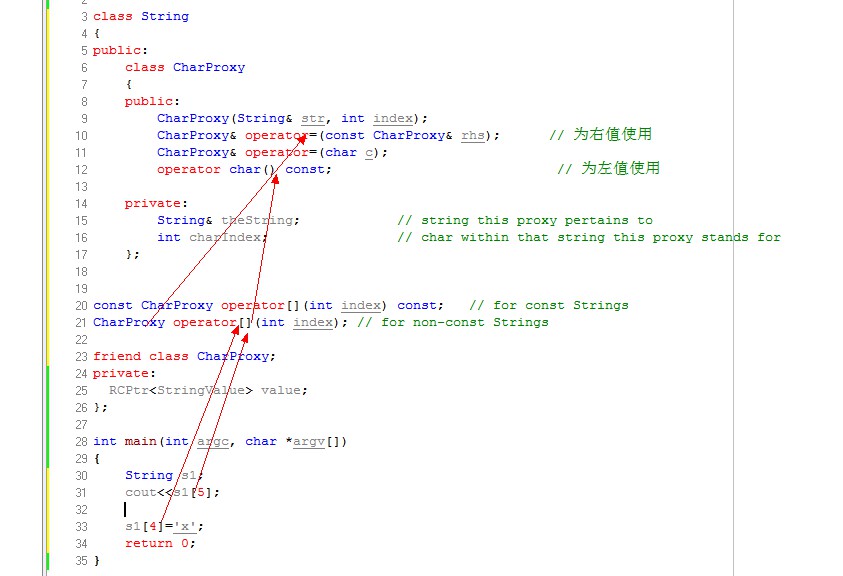 2
3 class String
4 {
5 public:
6 class CharProxy
7 {
8 public:
9 CharProxy(String& str, int index);
10 CharProxy& operator=(const CharProxy& rhs); // 为右值使用
11 CharProxy& operator=(char c);
12 operator char() const; // 为左值使用
13
14 private:
15 String& theString; // string this proxy pertains to
16 int charIndex; // char within that string this proxy stands for
17 };
18
19
20 const CharProxy operator[](int index) const; // for const Strings
21 CharProxy operator[](int index); // for non-const Strings
22
23 friend class CharProxy;
24 private:
25 RCPtr<StringValue> value;
26 };
27
28 int main(int argc, char *argv[])
29 {
30 String s1;
31 cout<<s1[5];
32
33 s1[4]='x';
34 return 0;
35 }